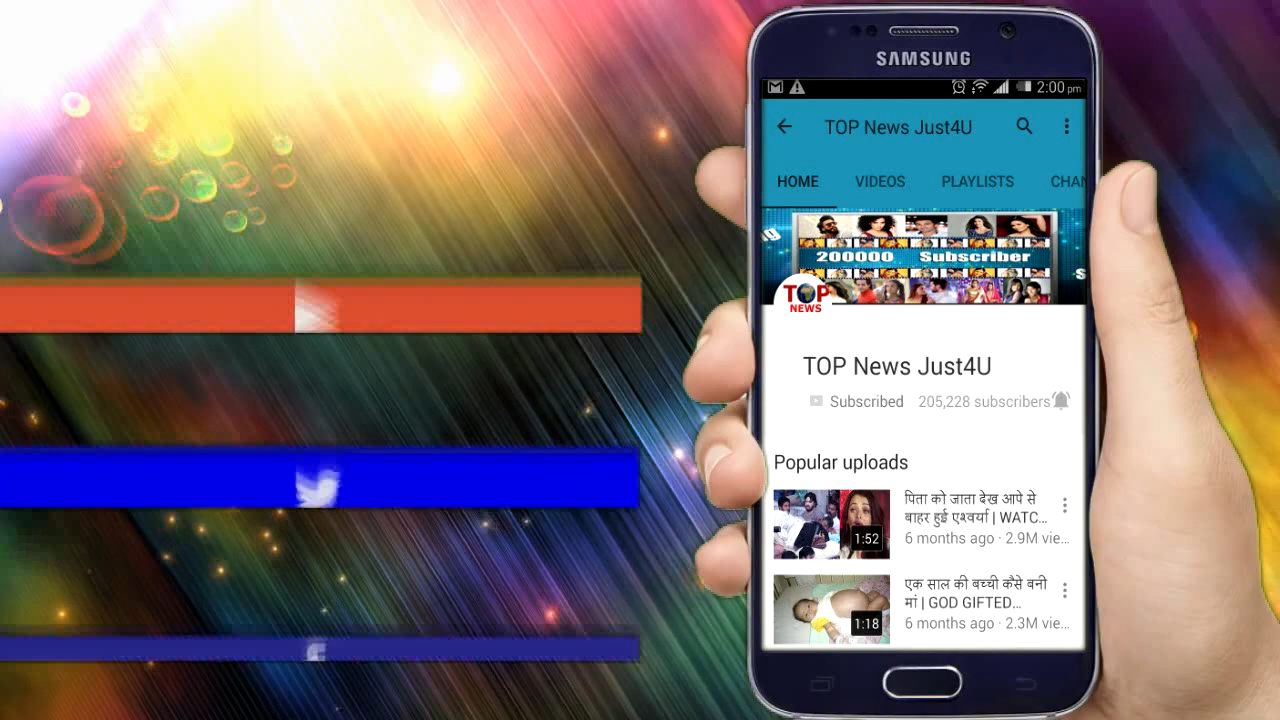 SAMSUNG
2:00 pm
TOP News Just4U
HOME VIDEOS PLAYLISTS CHAN
200000 Subscriber
TOP
NEWS
TOP News Just4U
Subscribed 205,228 subscribers
Popular uploads
पिता को जाता देख आपे से
बाहर हुई एश्वर्या | WATC...
6 months ago · 2.9M vie...
1:52
एक साल की बच्ची कैसे बनी
मां | GOD GIFTED...
6 months ago · 2.3M vie...
1:18